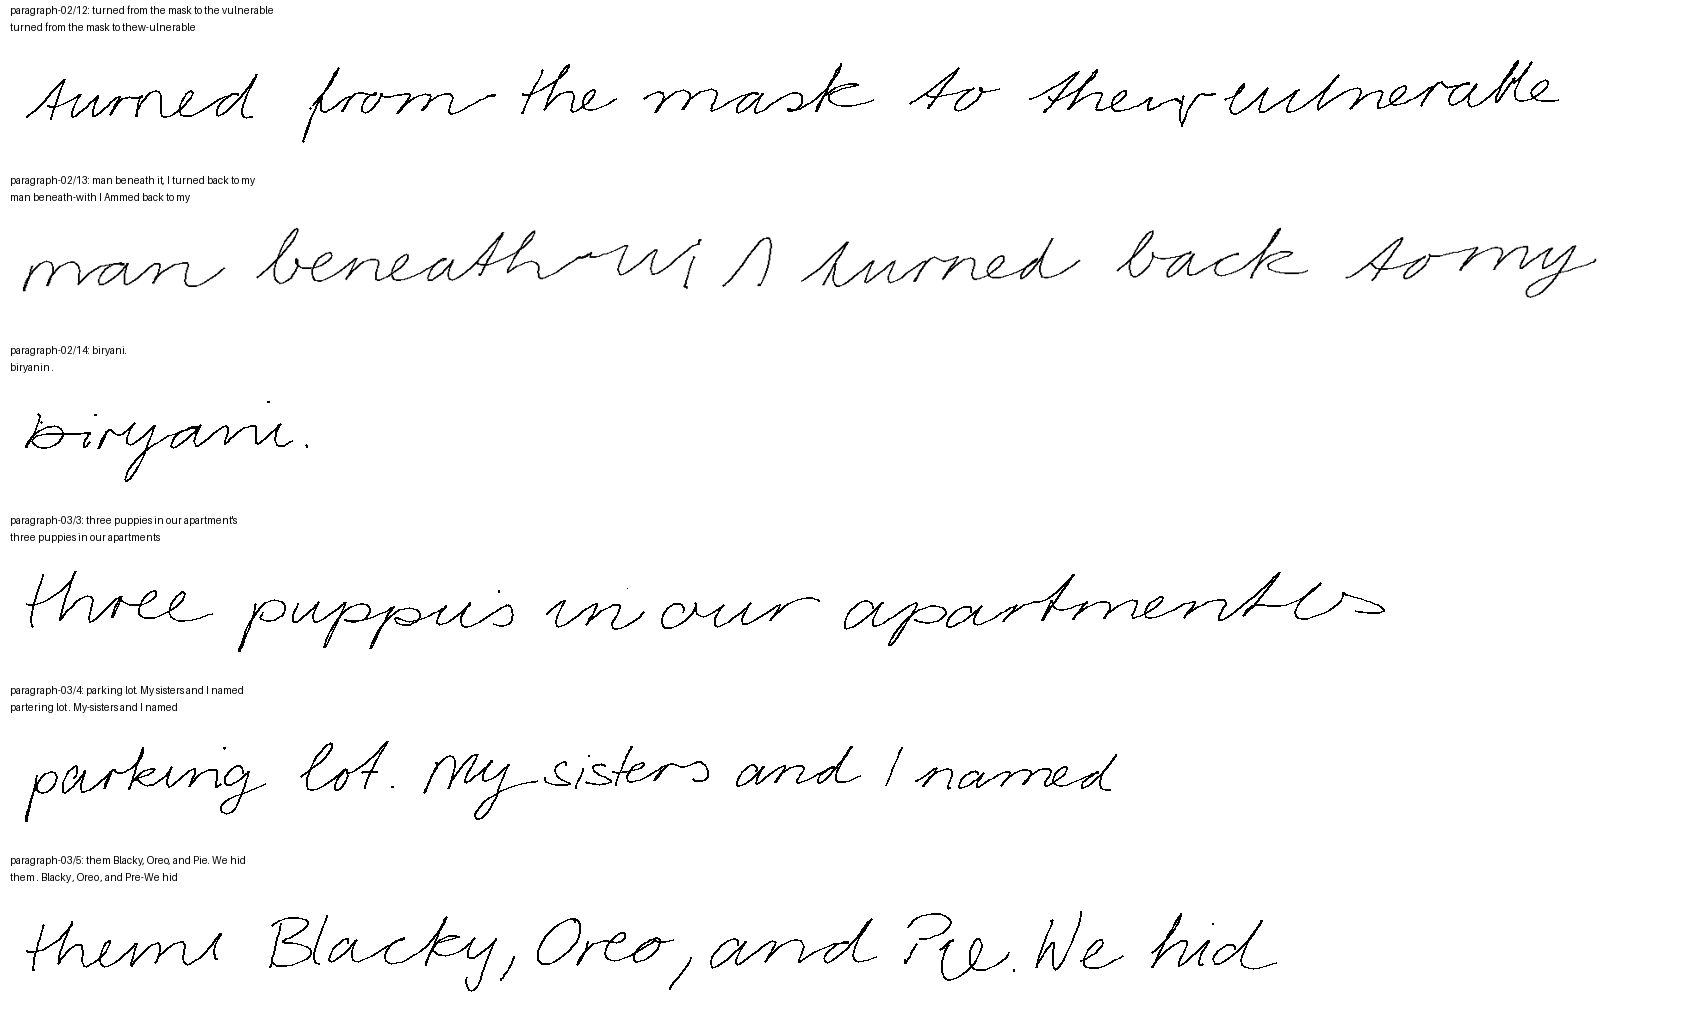 paragraph-02/12: turned from the mask to the vulnerable
turned from the mask to thew-ulnerable
turned from the mask to the vulnerable
paragraph-02/13: man beneath it, I turned back to my
man beneath-with I Ammed back to my
man beneath turned back to my
paragraph-02/14: biryani.
biryanin .
biryani.
paragraph-03/3: three puppies in our apartment's
three puppies in our apartments
three puppies in our apartment's
paragraph-03/4: parking lot. My sisters and I named
partering lot . My-sisters and I named
parking lot. My sisters and I named
paragraph-03/5: them Blacky, Oreo, and Pie. We hid
them . Blacky , Oreo , and Pre-We hid
them Blacky, Oreo, and Pie. We hid